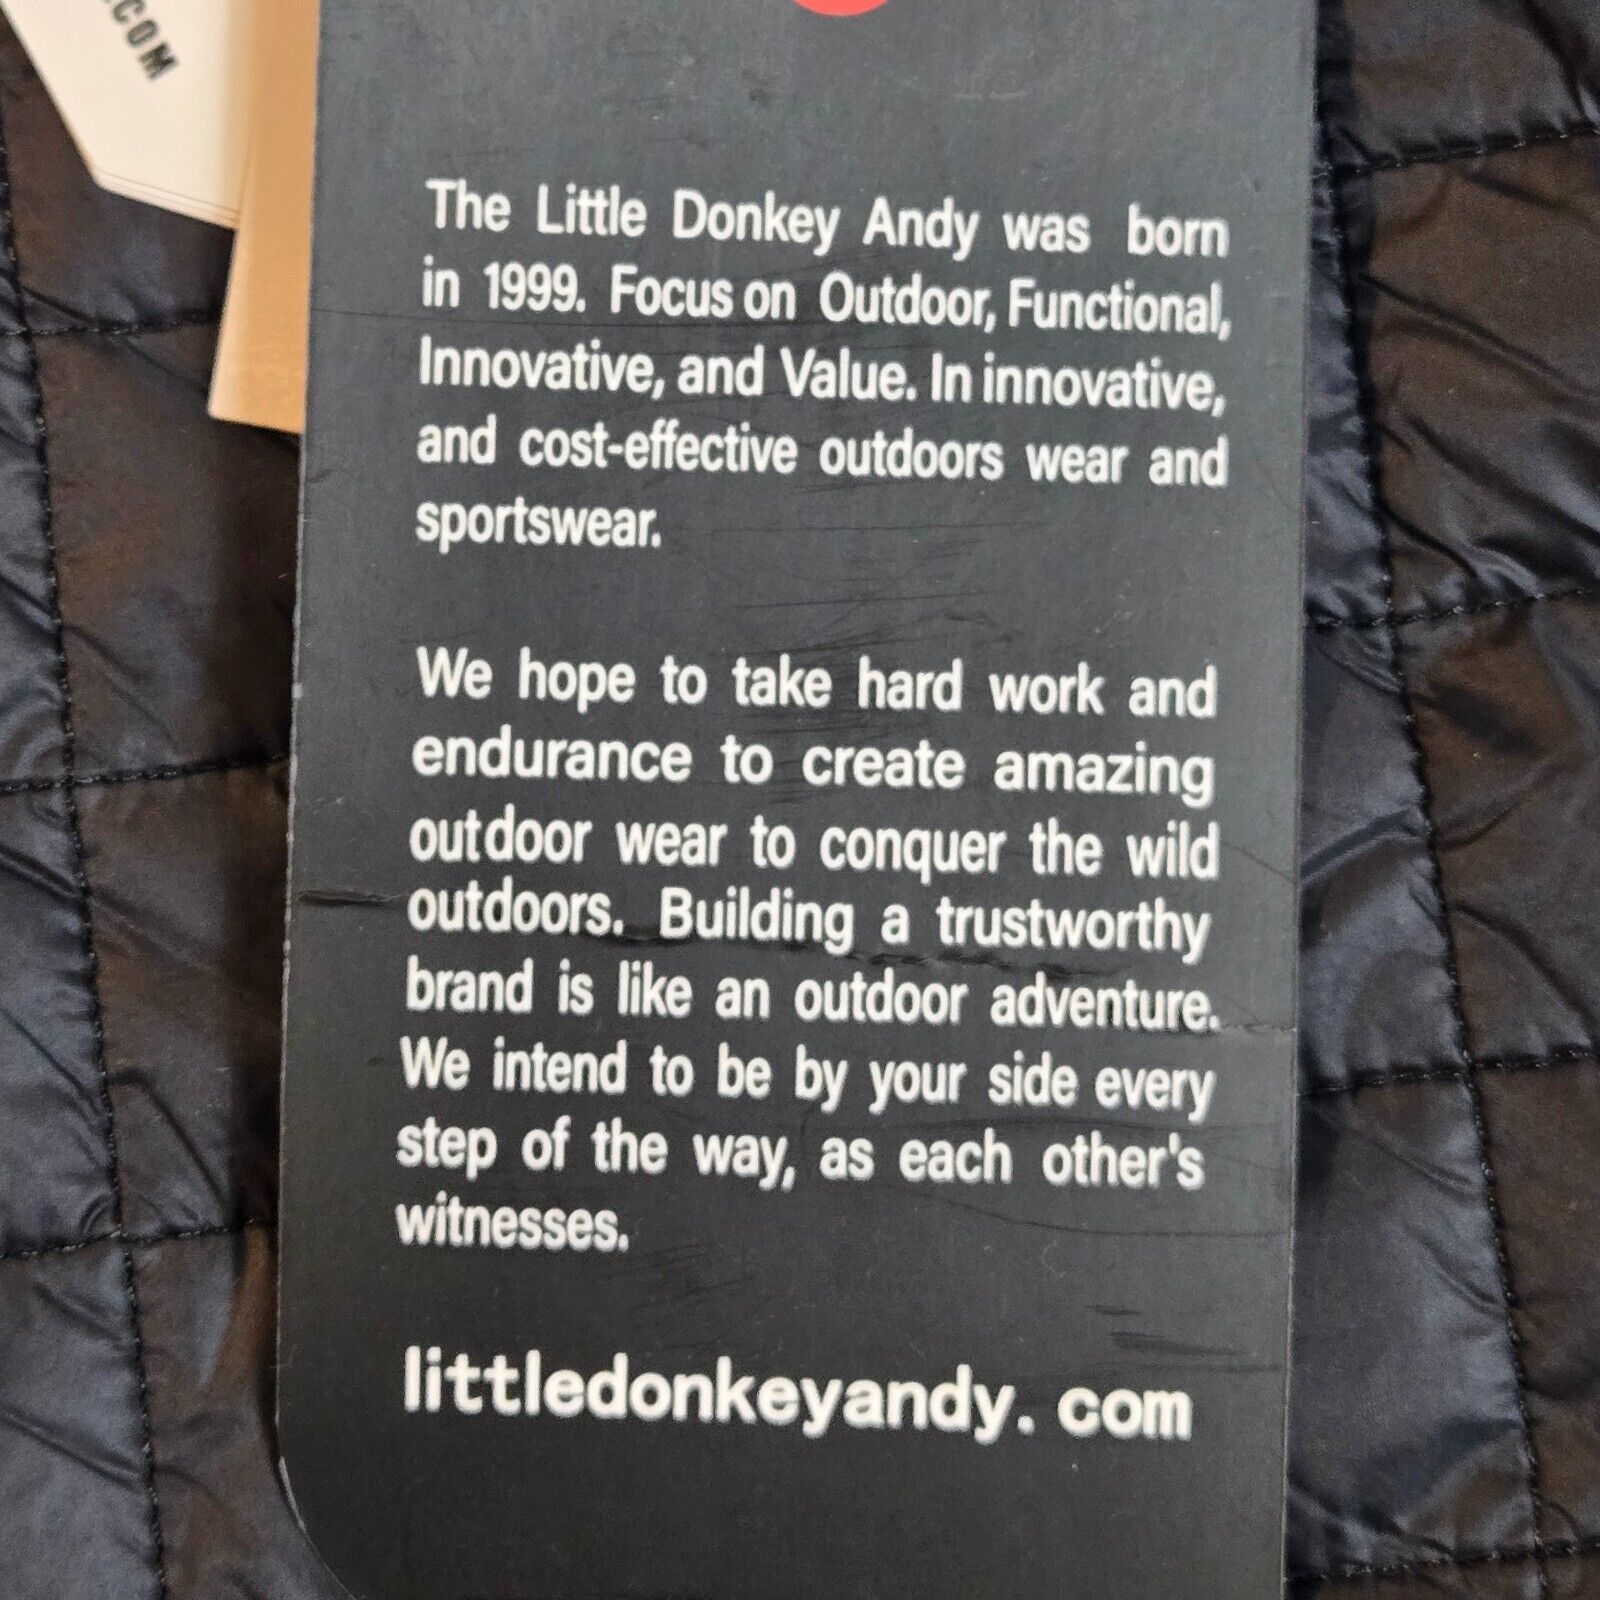 COM
The Little Donkey Andy was born
in 1999. Focus on Outdoor, Functional,
Innovative, and Value. In innovative,
and cost-effective outdoors wear and
sportswear.
We hope to take hard work and
endurance to create amazing
outdoor wear to conquer the wild
outdoors. Building a trustworthy
brand is like an outdoor adventure.
We intend to be by your side every
step of the way, as each other's
witnesses.
littledonkeyandy. com